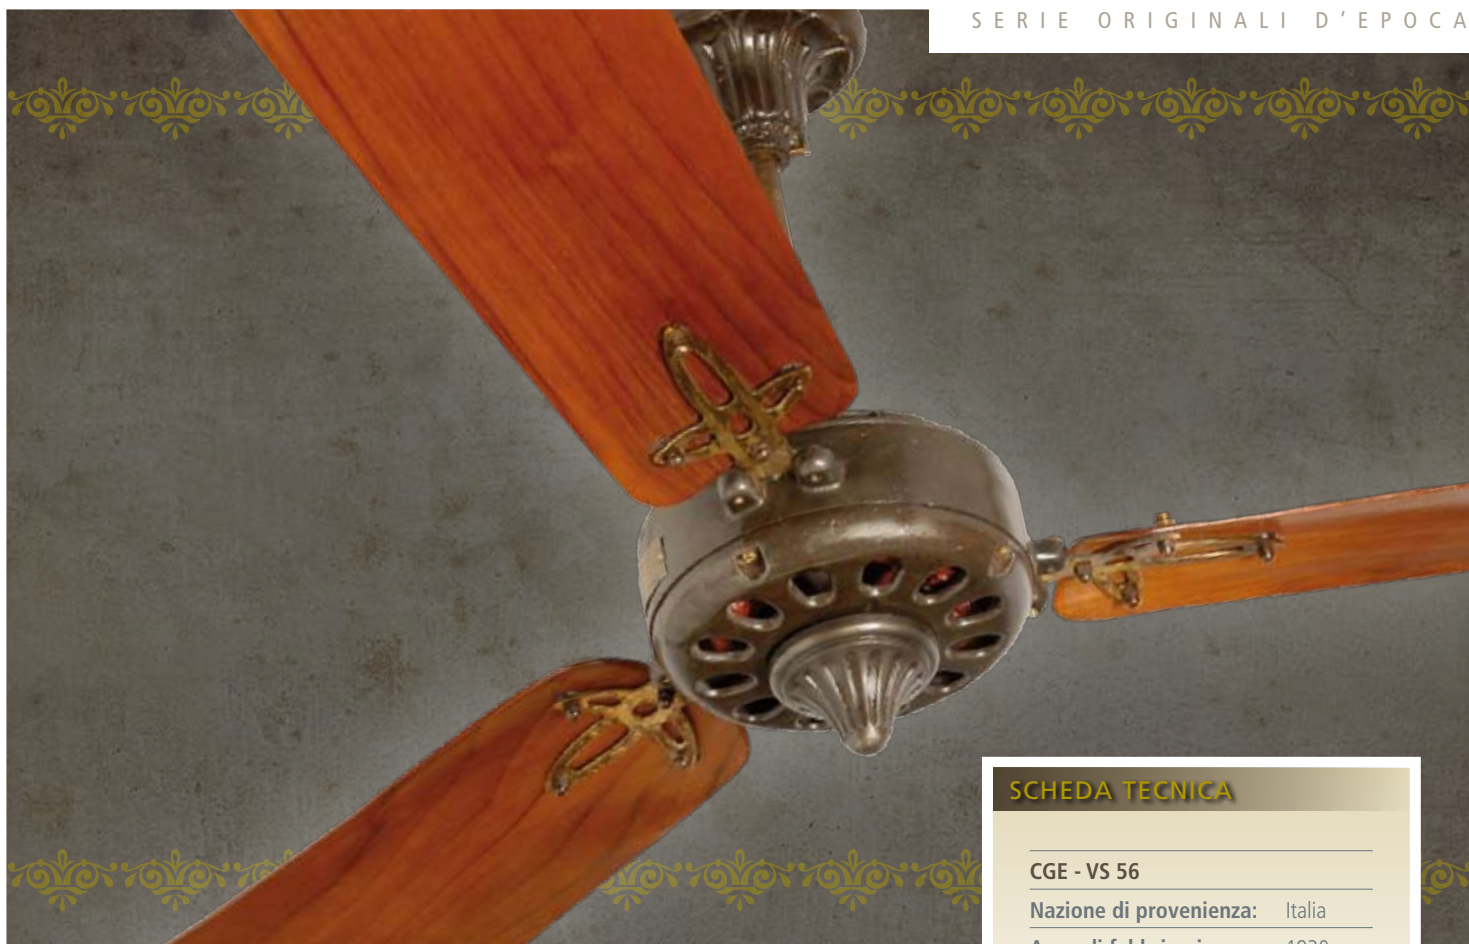 SERIE ORIGINALI D’EPOCA
SCHEDA TECNICA
CGE - VS 56
Nazione di provenienza: Italia